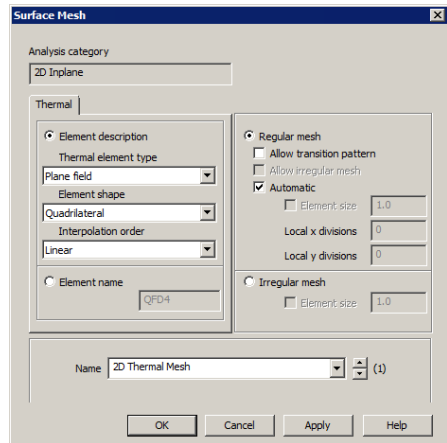 Surface Mesh
Analysis category
2D Inplane
Thermal
Element description
Thermal element type
Plane field
Element shape
Quadrilateral
Interpolation order
Linear
Element name
QFD4
Regular mesh
Allow transition pattern
Allow irregular mesh
Automatic
Element size 1.0
Local x divisions 0
Local y divisions 0
Irregular mesh
Element size 1.0
Name 2D Thermal Mesh (1)
OK Cancel Apply Help